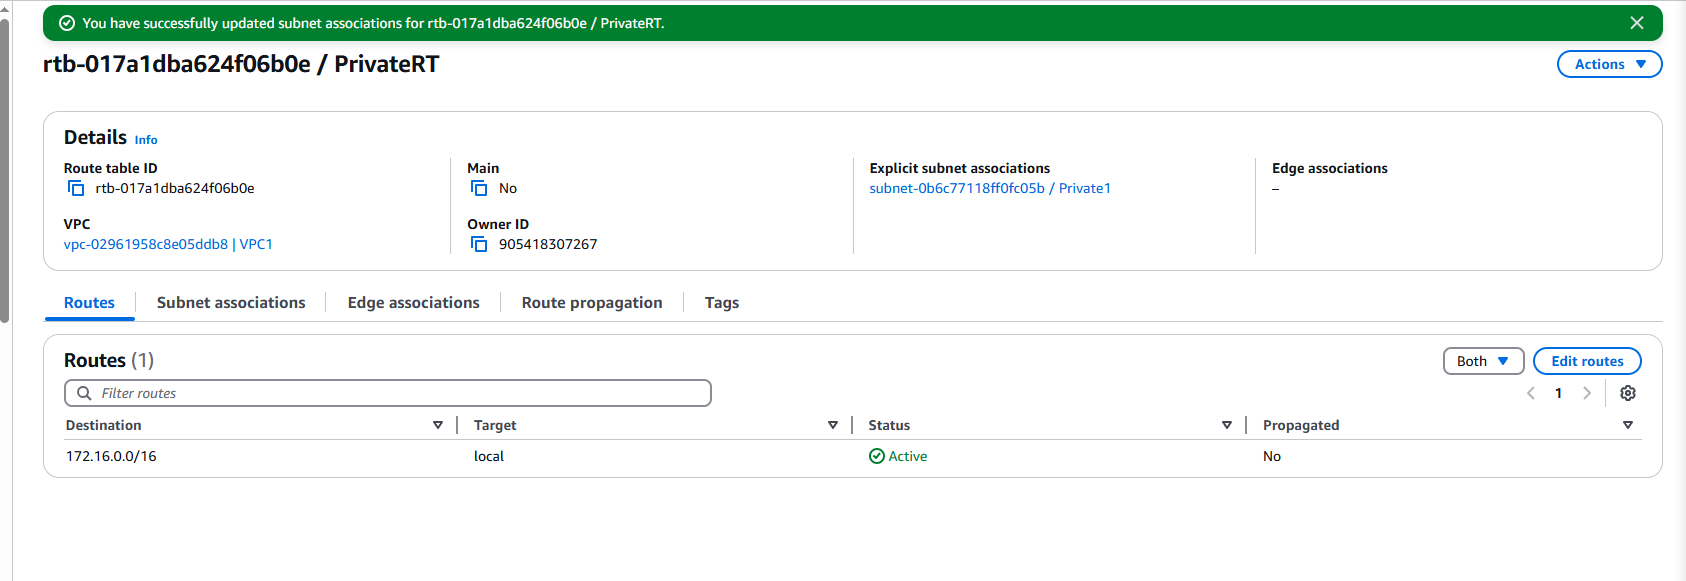 You have successfully updated subnet associations for rtb-017a1dba624f06b0e / PrivateRT.
rtb-017a1dba624f06b0e / PrivateRT
Actions
Details Info
Route table ID
rtb-017a1dba624f06b0e
Main
No
Explicit subnet associations
subnet-0b6c77118ff0fc05b / Private1
Edge associations
–
VPC
vpc-02961958c8e05ddb8 | VPC1
Owner ID
905418307267
Routes
Subnet associations
Edge associations
Route propagation
Tags
Routes (1)
Both
Edit routes
Filter routes
1
Destination Target Status Propagated
172.16.0.0/16 local Active No